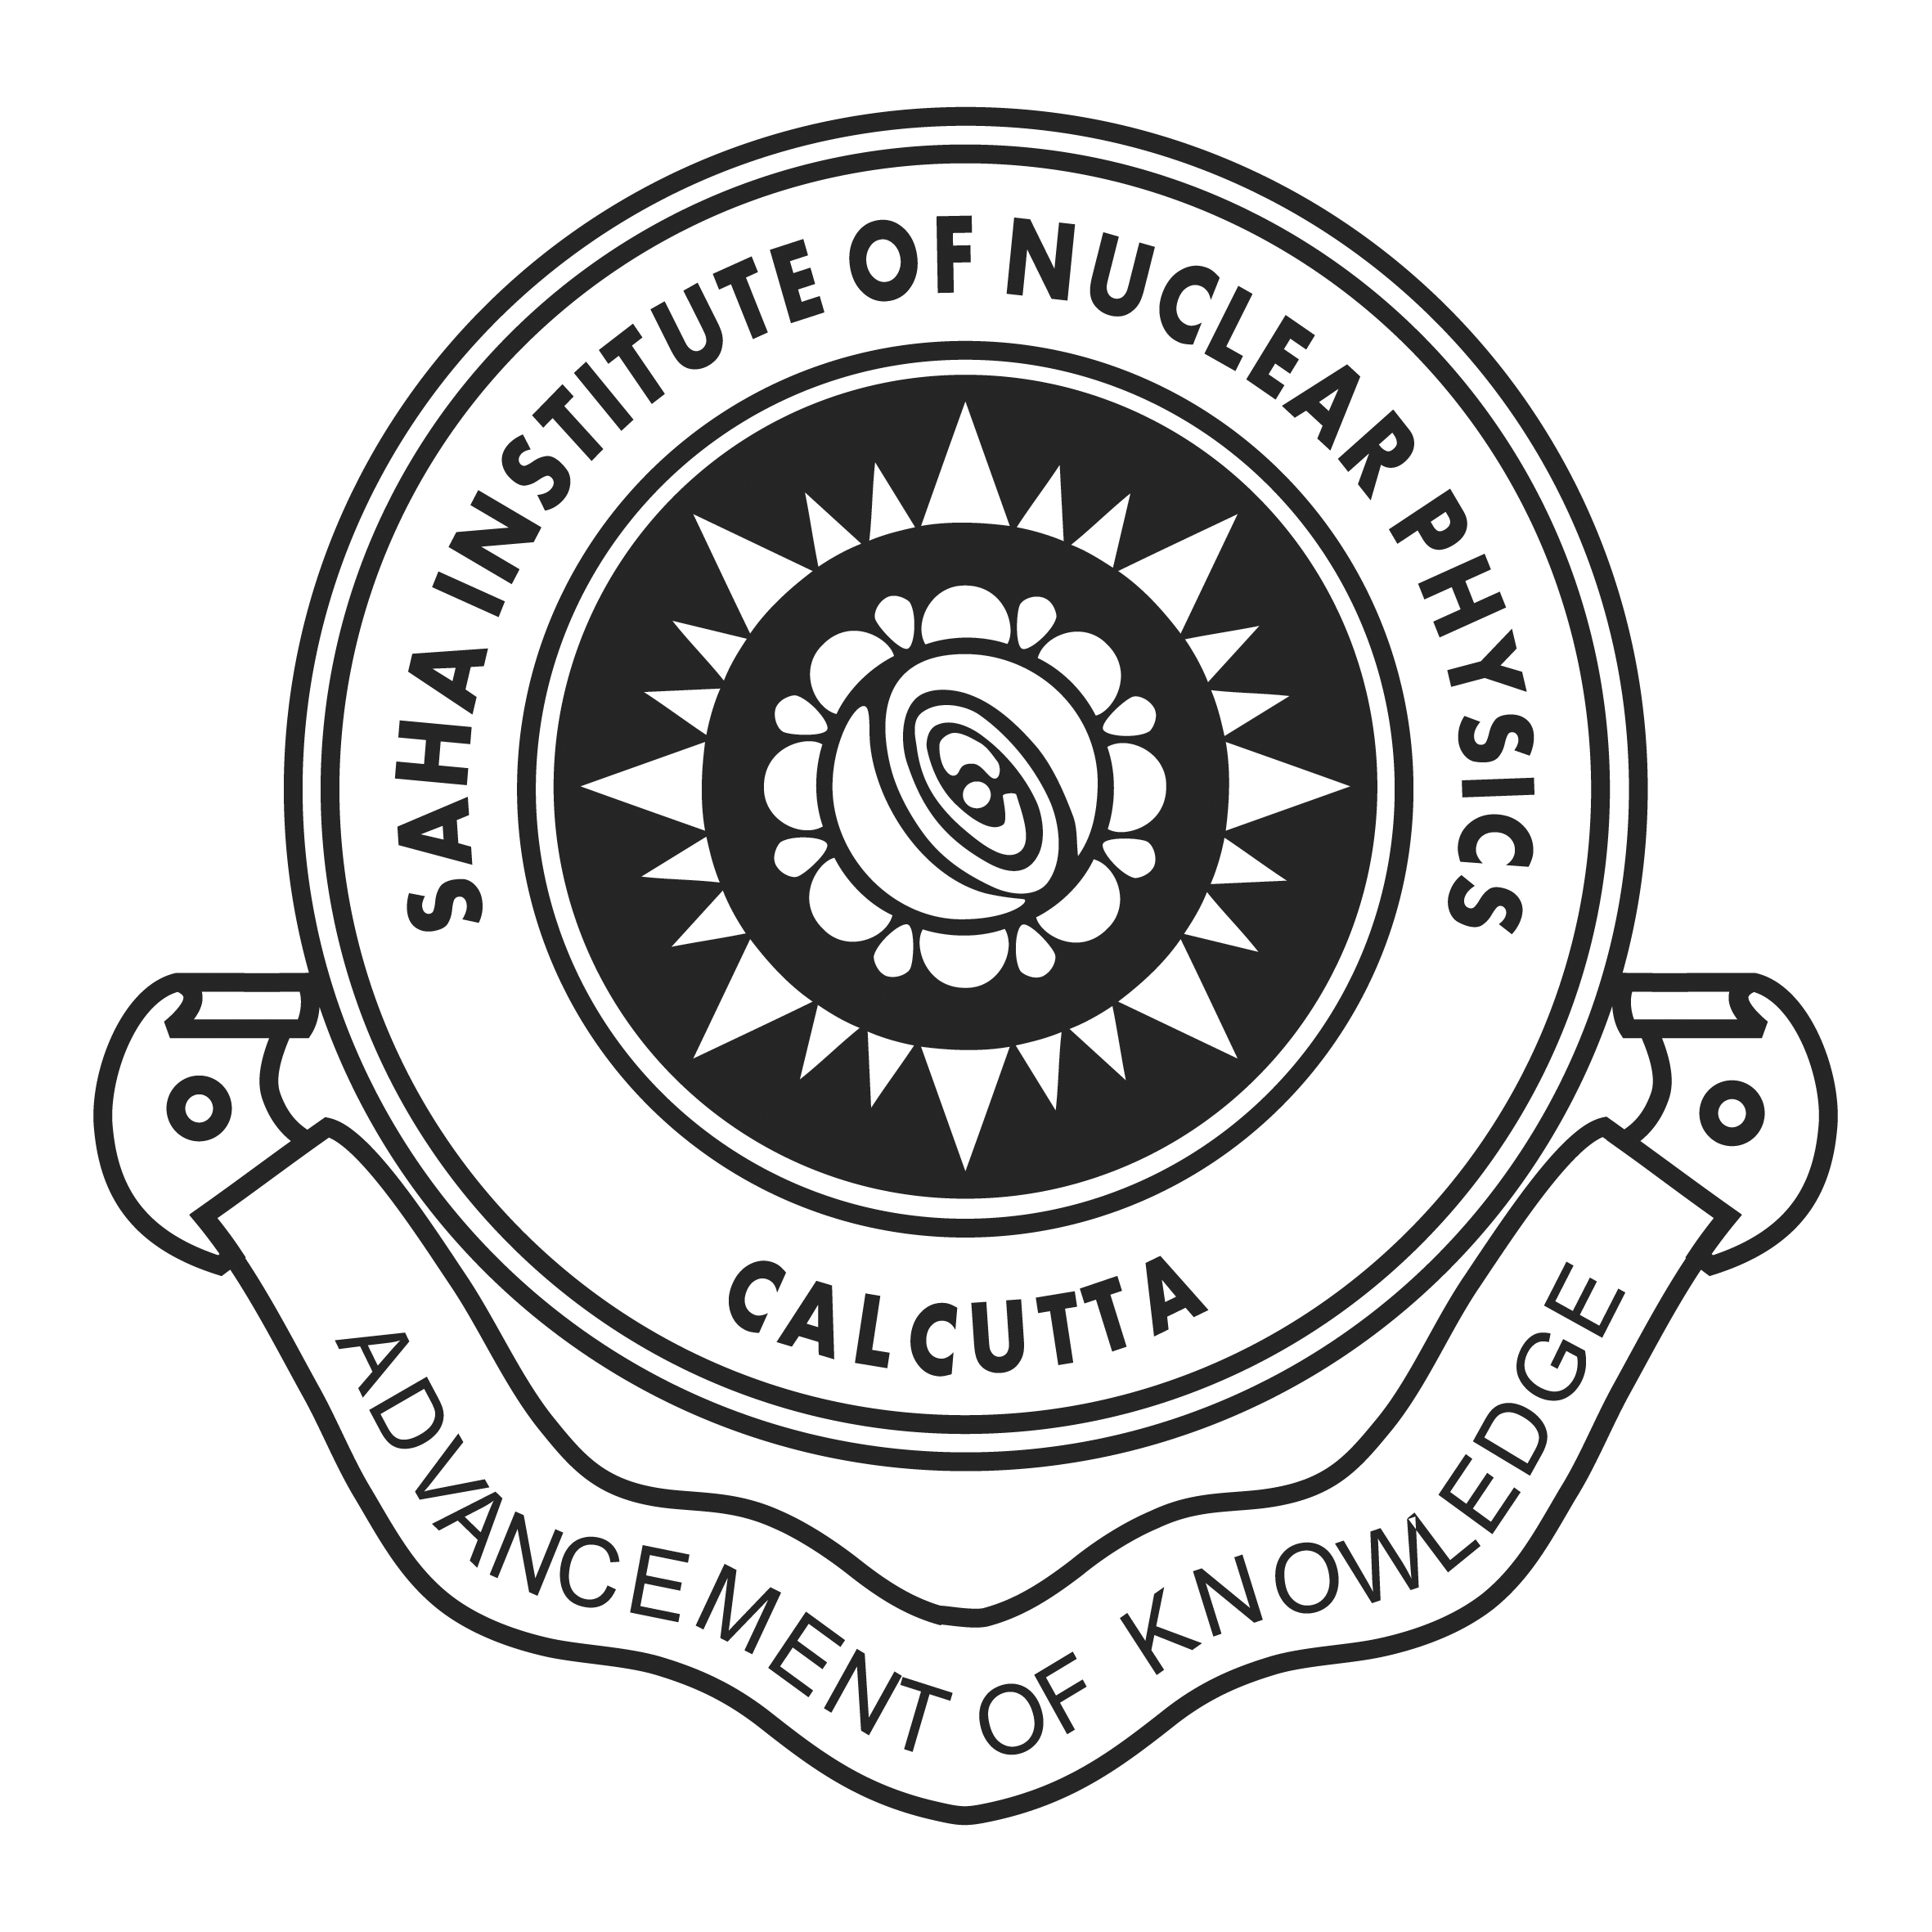 SAHA INSTITUTE OF NUCLEAR PHYSICS
CALCUTTA
ADVANCEMENT OF KNOWLEDGE